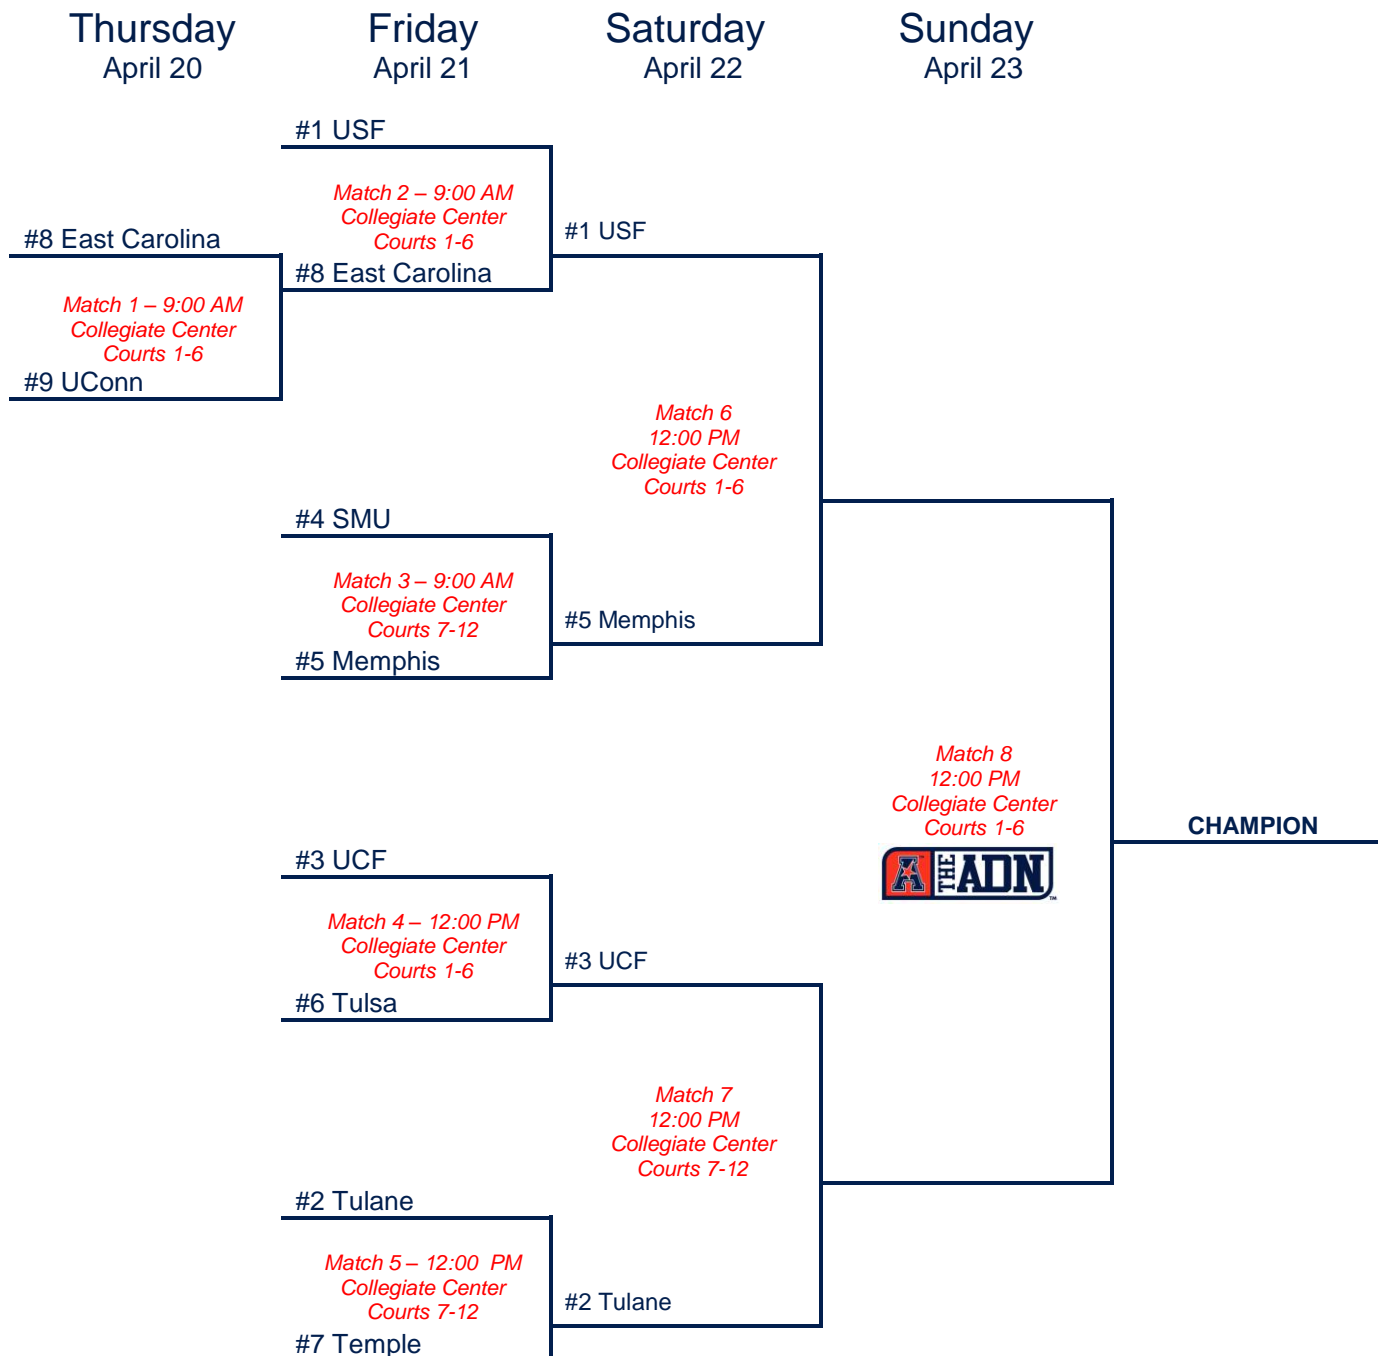 Thursday
April 20
Friday
April 21
Saturday
April 22
Sunday
April 23
#8 East Carolina
Match 1 – 9:00 AM
Collegiate Center
Courts 1-6
#9 UConn
#1 USF
Match 2 – 9:00 AM
Collegiate Center
Courts 1-6
#8 East Carolina
#4 SMU
Match 3 – 9:00 AM
Collegiate Center
Courts 7-12
#5 Memphis
#3 UCF
Match 4 – 12:00 PM
Collegiate Center
Courts 1-6
#6 Tulsa
#2 Tulane
Match 5 – 12:00  PM
Collegiate Center
Courts 7-12
#7 Temple
#1 USF
Match 6
12:00 PM
Collegiate Center
Courts 1-6
#5 Memphis
#3 UCF
Match 7
12:00 PM
Collegiate Center
Courts 7-12
#2 Tulane
Match 8
12:00 PM
Collegiate Center
Courts 1-6
A THE ADN TM
CHAMPION